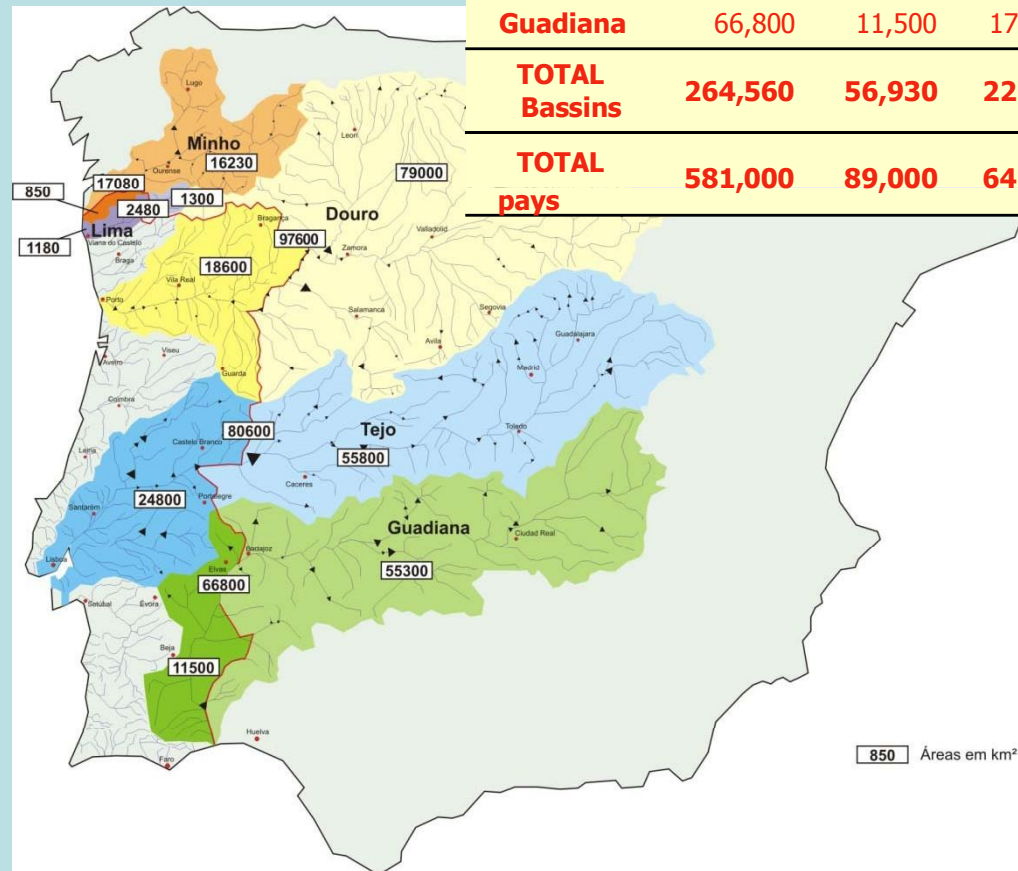 Guadiana 66,800 11,500 17
TOTAL
Bassins 264,560 56,930 22
TOTAL
pays 581,000 89,000 64
Lugo
Leon
Minho
Ourense
16230
79000
850
17080
1300
2480
Bragança
Douro
Lima
Valladolid
1180
Viana do Castelo
97600
Zamora
Braga
18600
Vila Real
Porto
Salamanca
Segovia
Guadalajara
Aveiro
Viseu
Avila
Guarda
Madrid
Coimbra
80600
Tejo
Toledo
Castelo Branco
Leiria
55800
Caceres
24800
Portalegre
Santarém
Guadiana
Ciudad Real
Badajoz
Lisboa
Elvas
55300
66800
Setúbal
Évora
Beja
11500
Huelva
Faro
850 Áreas em km²